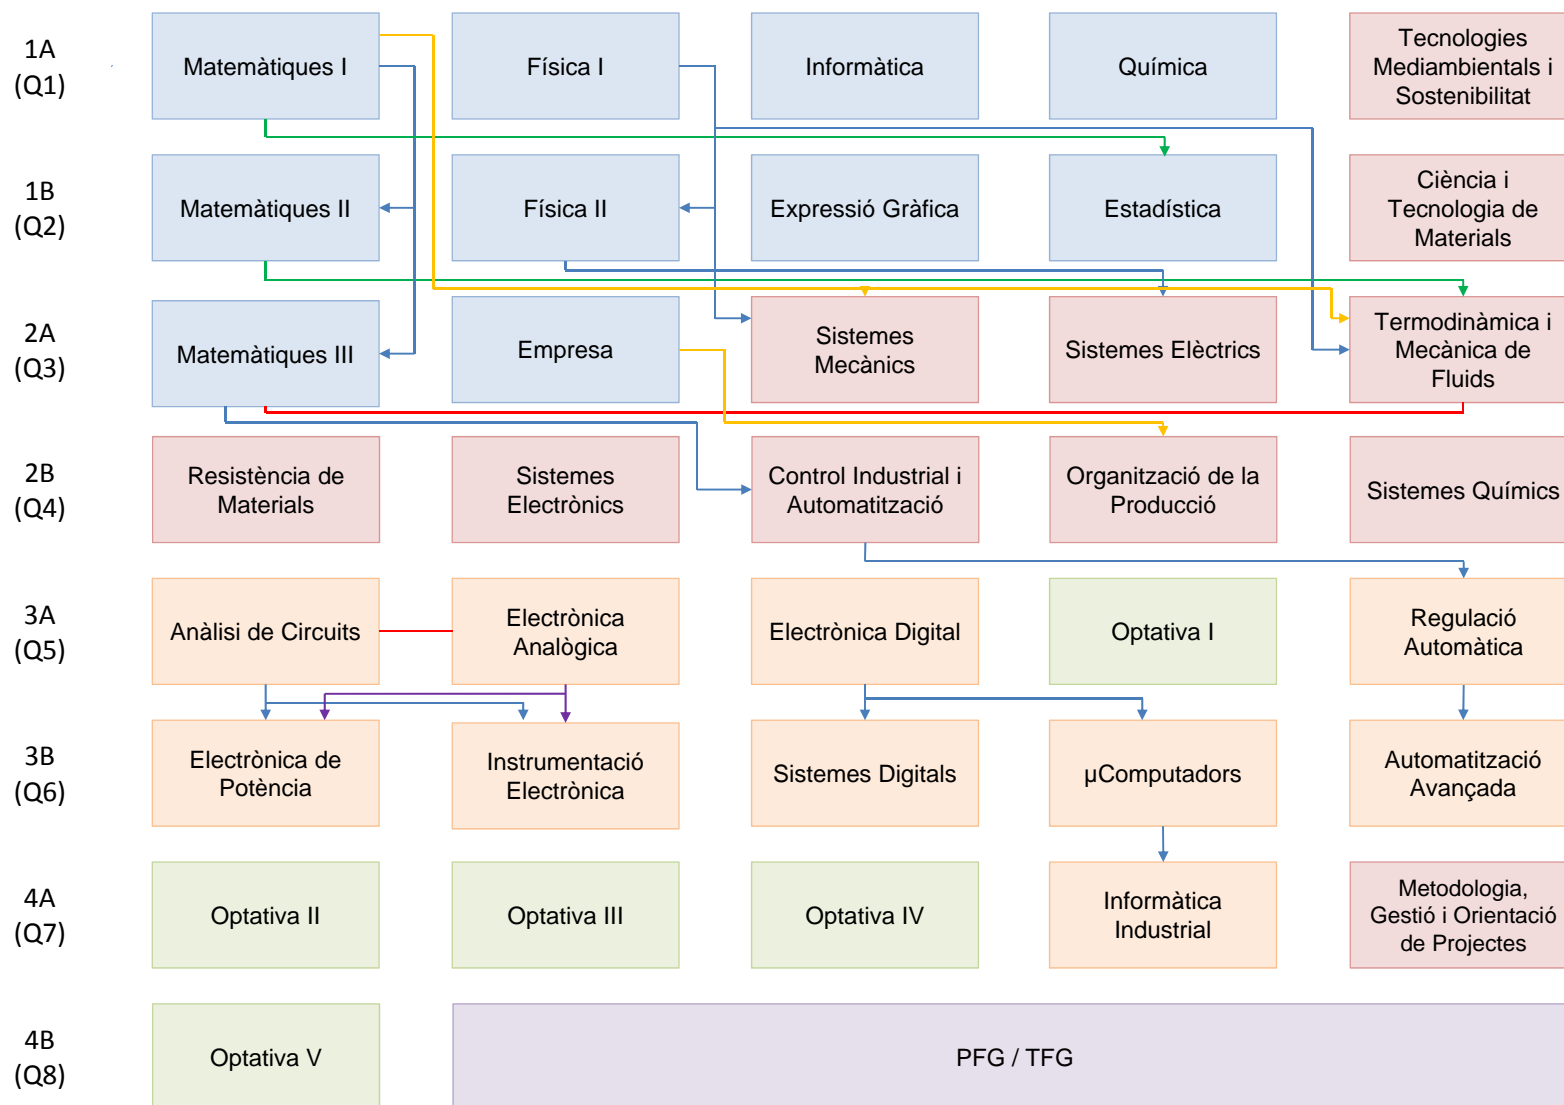 1A
(Q1)
Matemàtiques I
Física I
Informàtica
Química
Tecnologies
Mediambientals i
Sostenibilitat
1B
(Q2)
Matemàtiques II
Física II
Expressió Gràfica
Estadística
Ciència i
Tecnologia de
Materials
2A
(Q3)
Matemàtiques III
Empresa
Sistemes
Mecànics
Sistemes Elèctrics
Termodinàmica i
Mecànica de
Fluids
2B
(Q4)
Resistència de
Materials
Sistemes
Electrònics
Control Industrial i
Automatització
Organització de la
Producció
Sistemes Químics
3A
(Q5)
Anàlisi de Circuits
Electrònica
Analògica
Electrònica Digital
Optativa I
Regulació
Automàtica
3B
(Q6)
Electrònica de
Potència
Instrumentació
Electrònica
Sistemes Digitals
µComputadors
Automatització
Avançada
4A
(Q7)
Optativa II
Optativa III
Optativa IV
Informàtica
Industrial
Metodologia,
Gestió i Orientació
de Projectes
4B
(Q8)
Optativa V
PFG / TFG